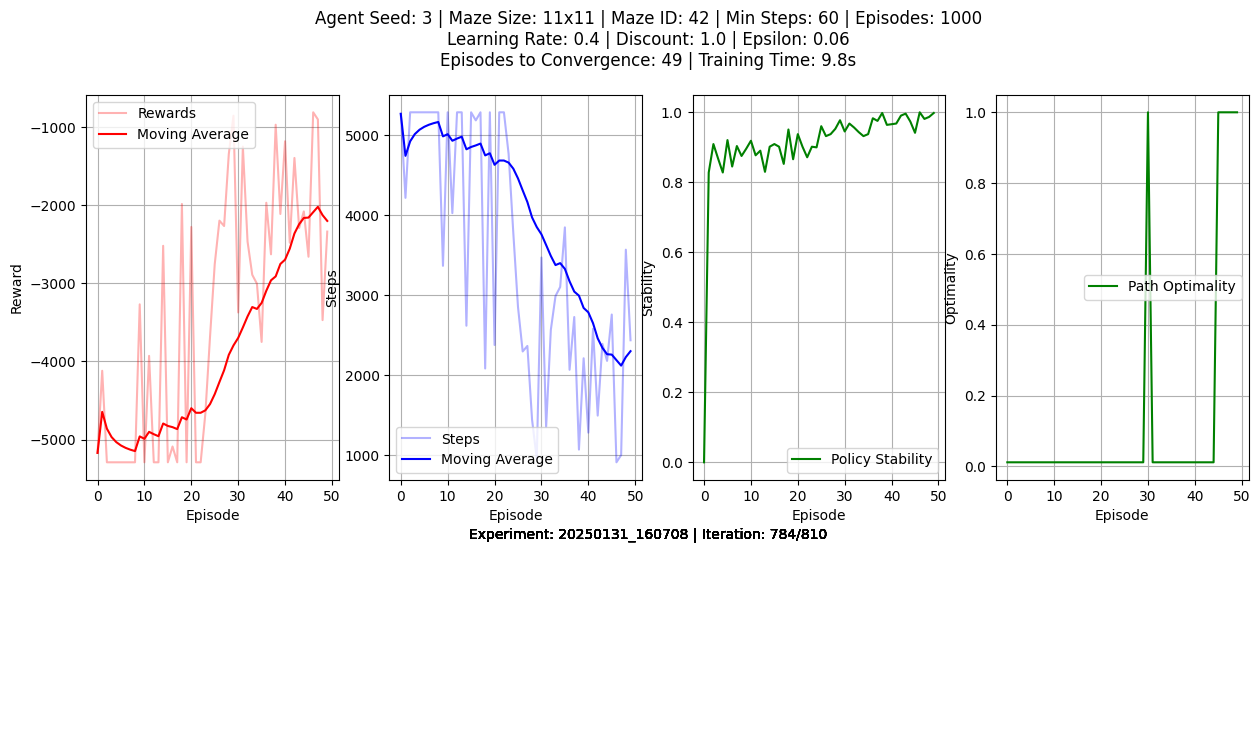 Agent Seed: 3 | Maze Size: 11x11 | Maze ID: 42 | Min Steps: 60 | Episodes: 1000
Learning Rate: 0.4 | Discount: 1.0 | Epsilon: 0.06
Episodes to Convergence: 49 | Training Time: 9.8s
Reward
−1000
−2000
−3000
−4000
−5000
Rewards
Moving Average
0 10 20 30 40 50
Episode
Steps
5000
4000
3000
2000
1000
Steps
Moving Average
0 10 20 30 40 50
Episode
Stability
1.0
0.8
0.6
0.4
0.2
0.0
Policy Stability
0 10 20 30 40 50
Episode
Optimality
1.0
0.8
0.6
0.4
0.2
0.0
Path Optimality
0 10 20 30 40 50
Episode
Experiment: 20250131_160708 | Iteration: 784/810